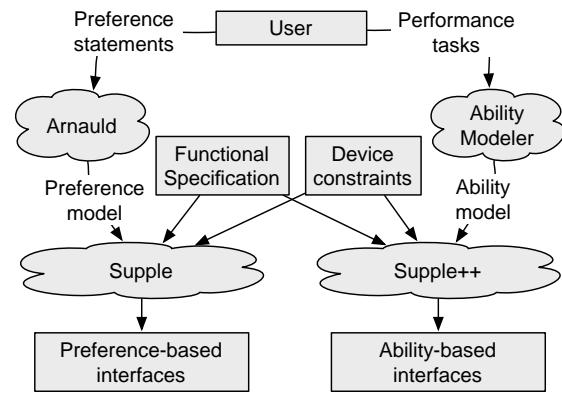 Preference
statements
User
Performance
tasks
Arnauld
Ability
Modeler
Functional
Specification
Device
constraints
Preference
model
Ability
model
Supple
Supple++
Preference-based
interfaces
Ability-based
interfaces